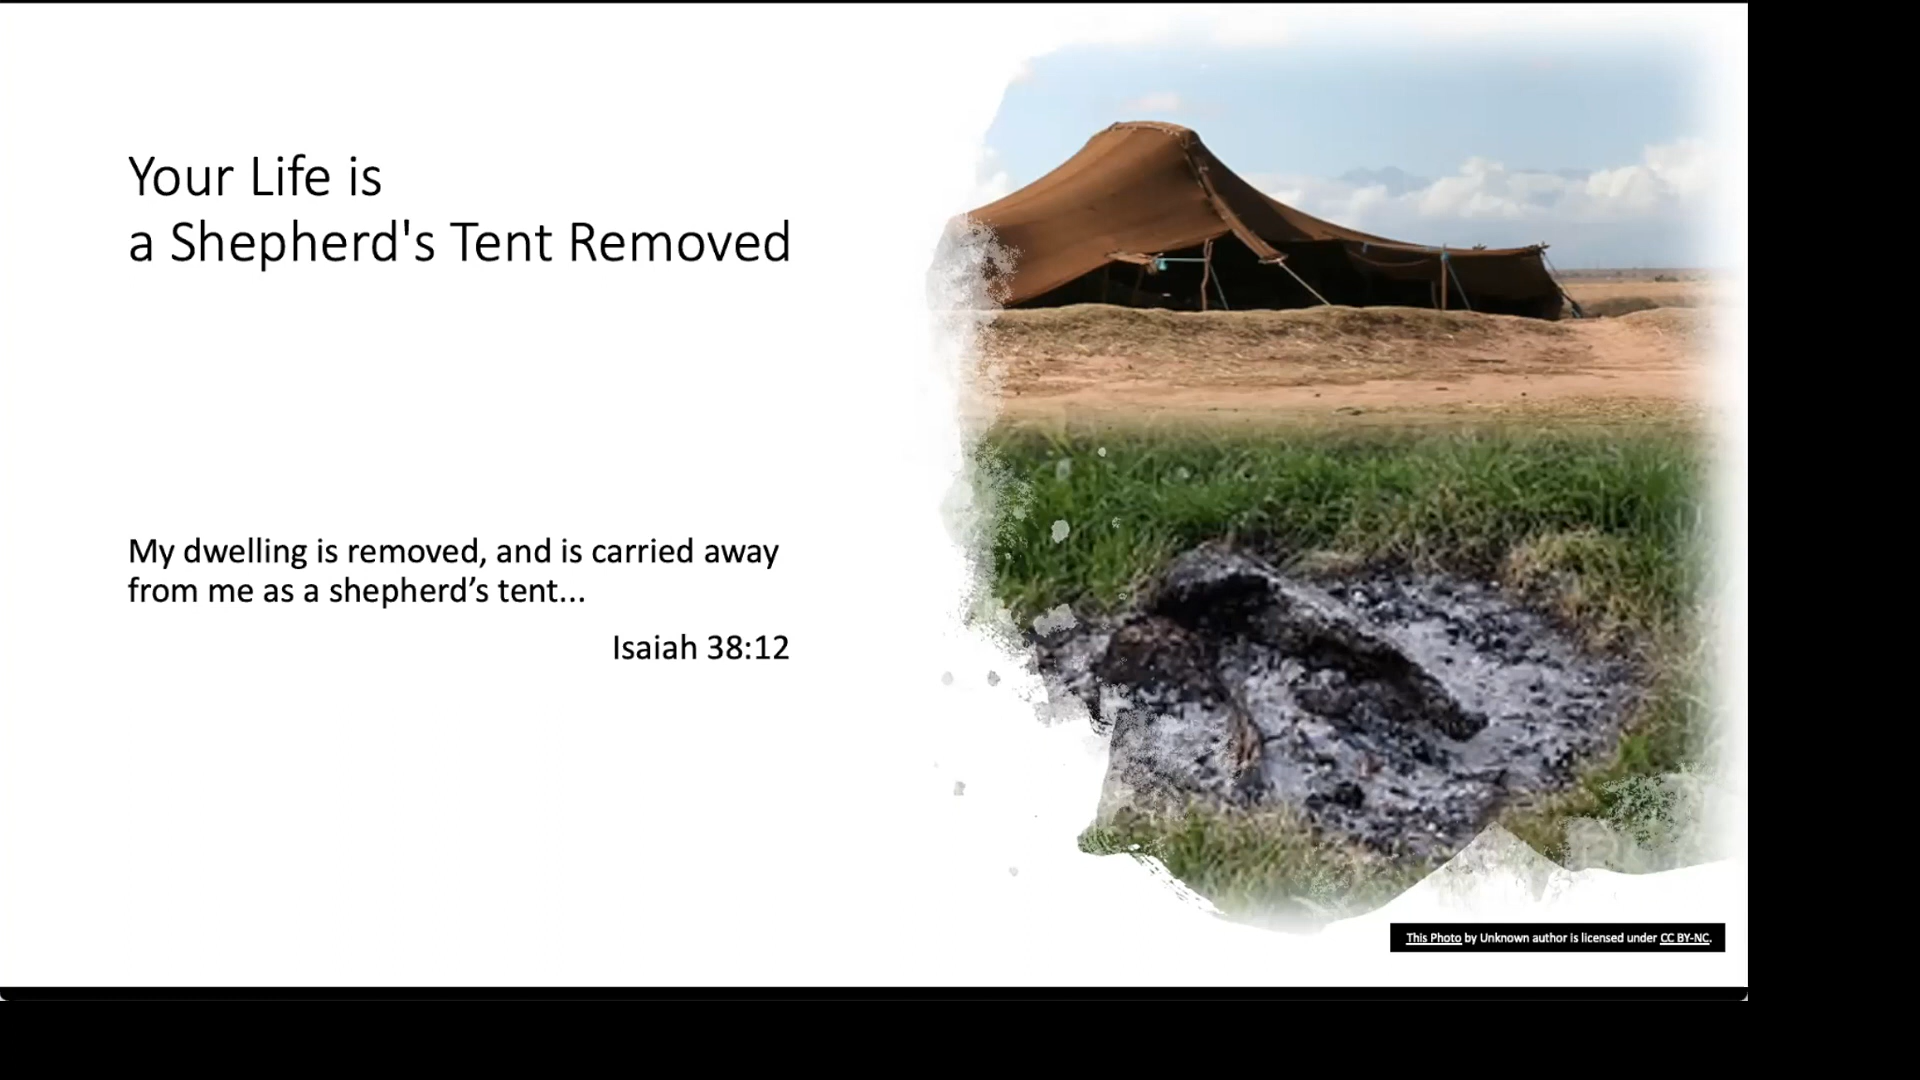 Your Life is
a Shepherd's Tent Removed
My dwelling is removed, and is carried away
from me as a shepherd’s tent...
Isaiah 38:12
This Photo by Unknown author is licensed under CC BY-NC.